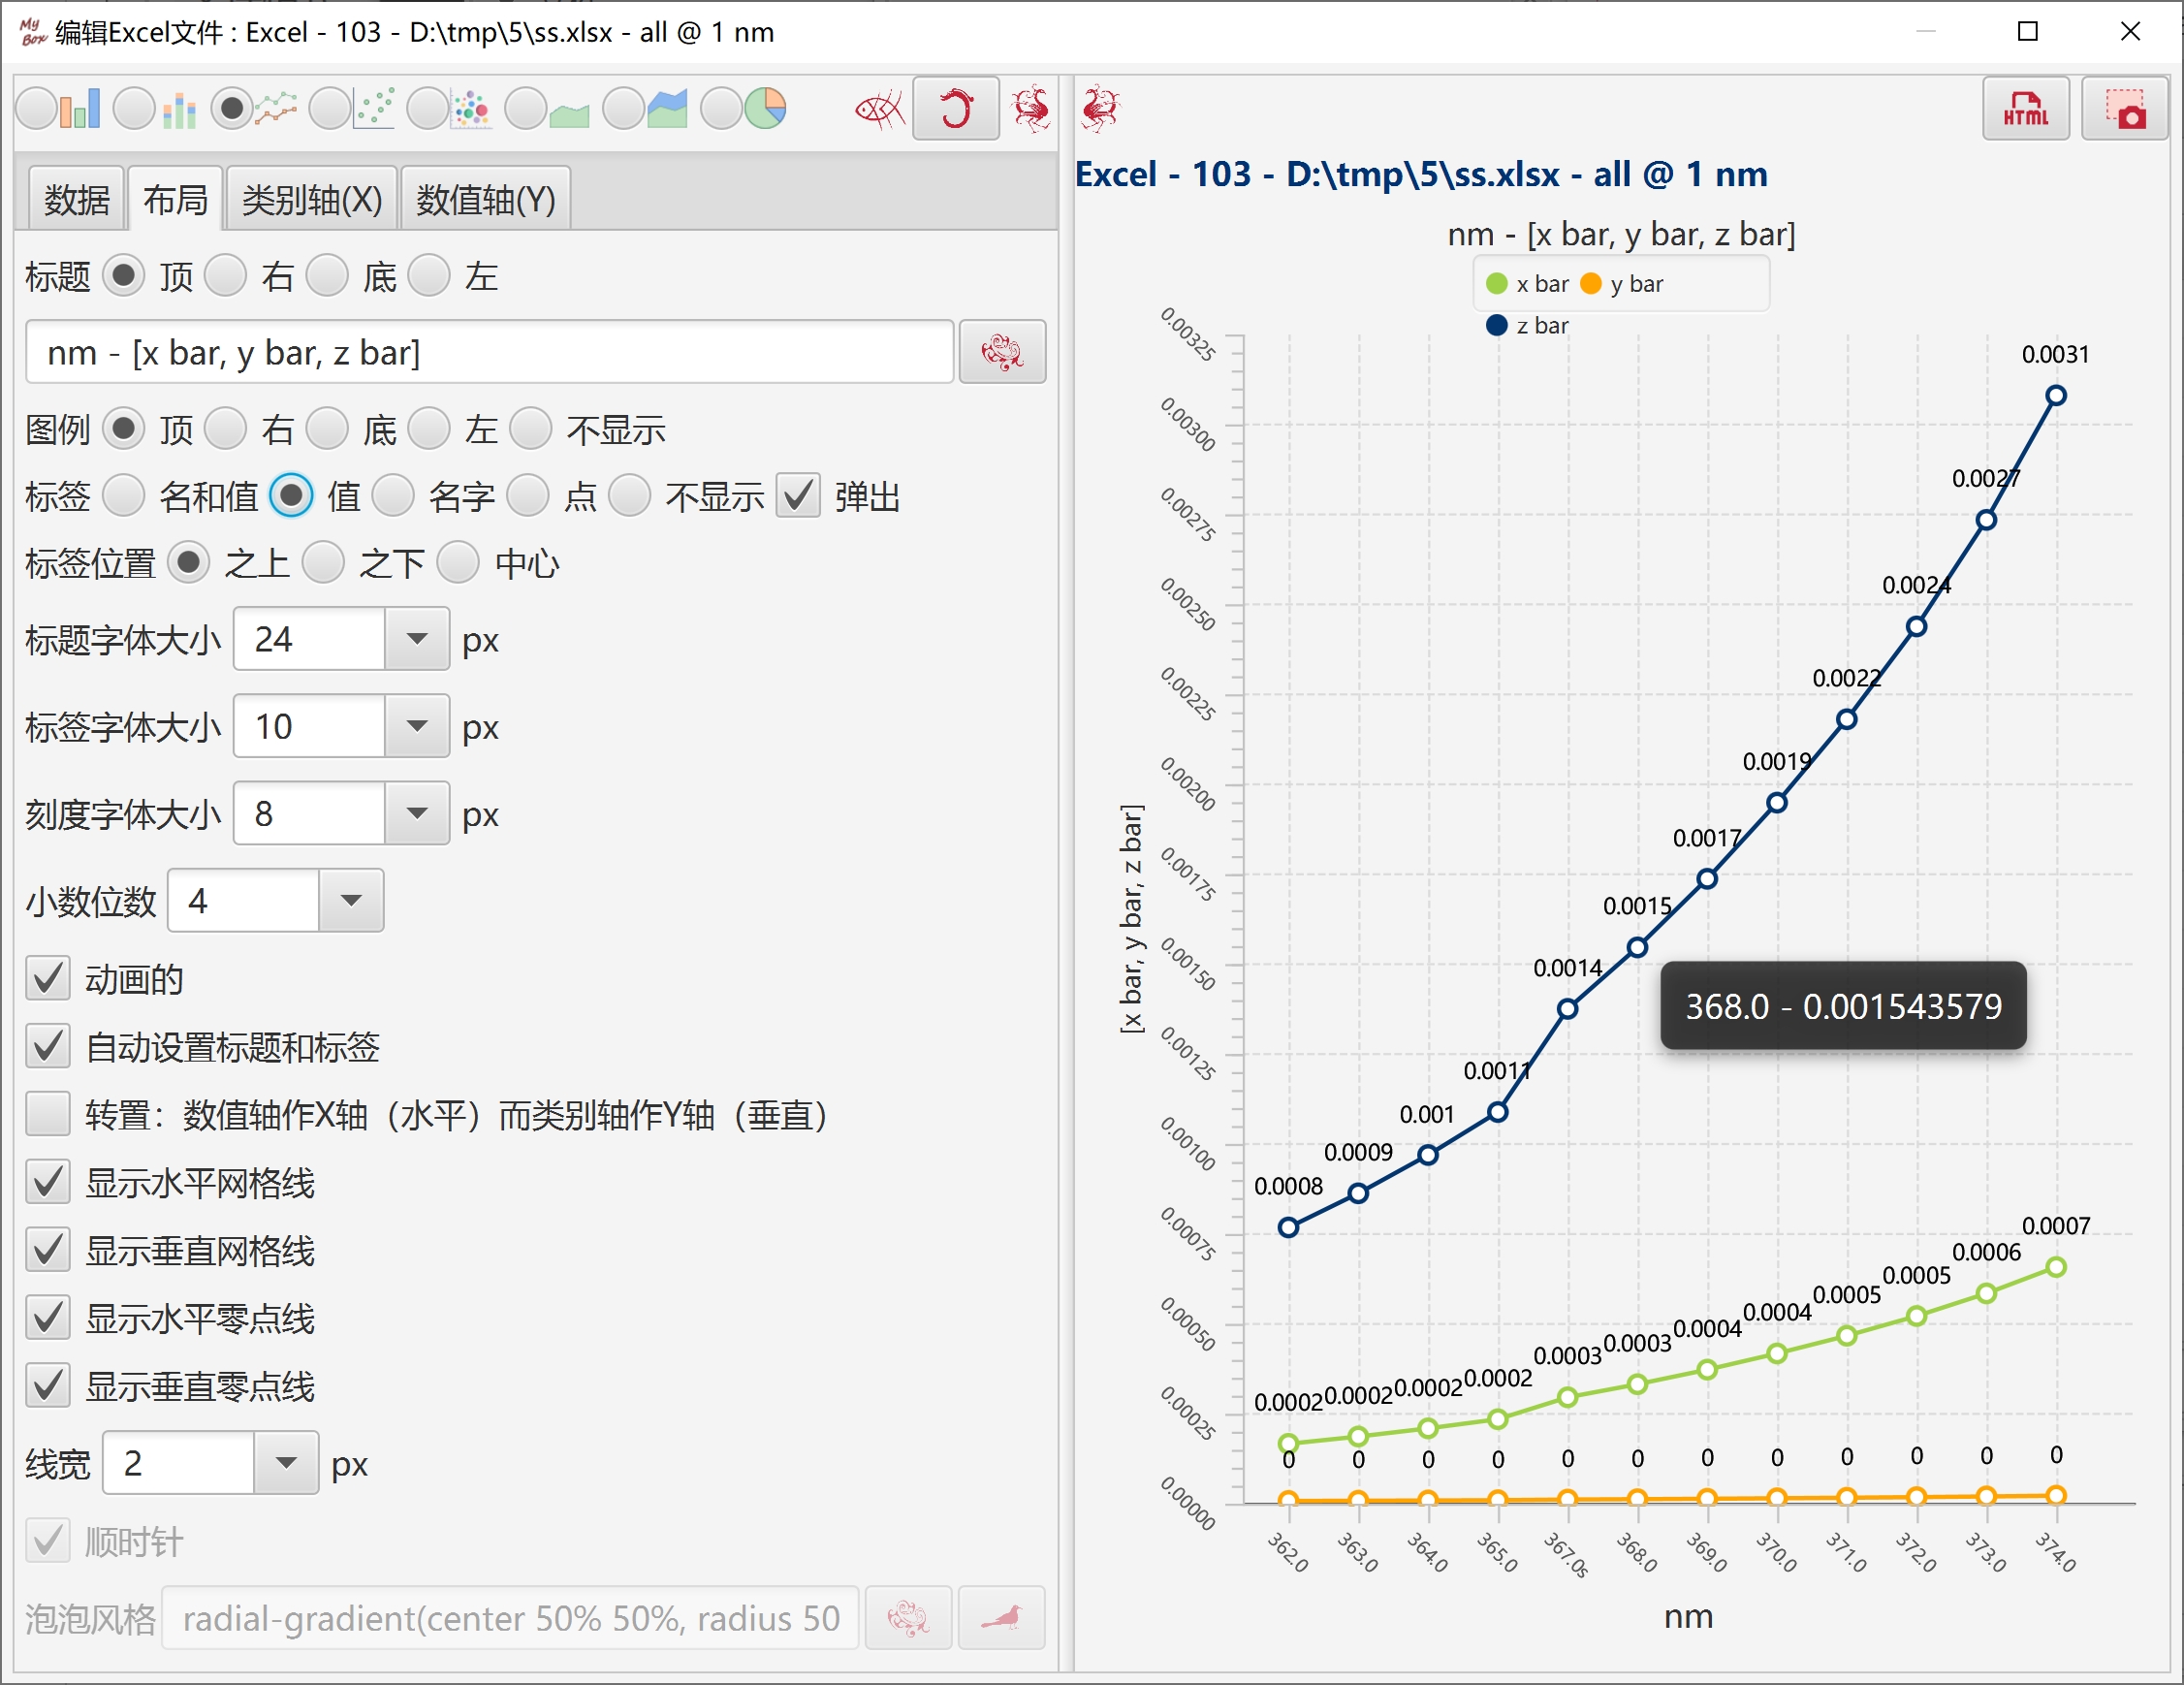 My Box 编辑Excel文件 : Excel - 103 - D:\tmp\5\ss.xlsx - all @ 1 nm
数据 布局 类别轴(X) 数值轴(Y)
标题 顶 右 底 左
nm - [x bar, y bar, z bar]
图例 顶 右 底 左 不显示
标签 名和值 值 名字 点 不显示 弹出
标签位置 之上 之下 中心
标题字体大小 24 px
标签字体大小 10 px
刻度字体大小 8 px
小数位数 4
动画的
自动设置标题和标签
转置：数值轴作X轴（水平）而类别轴作Y轴（垂直）
显示水平网格线
显示垂直网格线
显示水平零点线
显示垂直零点线
线宽 2 px
顺时针
泡泡风格 radial-gradient(center 50% 50%, radius 50
HTML
Excel - 103 - D:\tmp\5\ss.xlsx - all @ 1 nm
nm - [x bar, y bar, z bar]
x bar y bar
z bar
[x bar, y bar, z bar]
0.00325
0.00300
0.00275
0.00250
0.00225
0.00200
0.00175
0.00150
0.00125
0.00100
0.00075
0.00050
0.00025
0.00000
0.0008 0.0009 0.001 0.0011 0.0014 0.0015 0.0017 0.0019 0.0022 0.0024 0.0027 0.0031
368.0 - 0.001543579
0.0002 0.0002 0.0002 0.0002 0.0003 0.0003 0.0004 0.0004 0.0005 0.0005 0.0006 0.0007
0 0 0 0 0 0 0 0 0 0 0 0
362.0 363.0 364.0 365.0 367.0s 368.0 369.0 370.0 371.0 372.0 373.0 374.0
nm